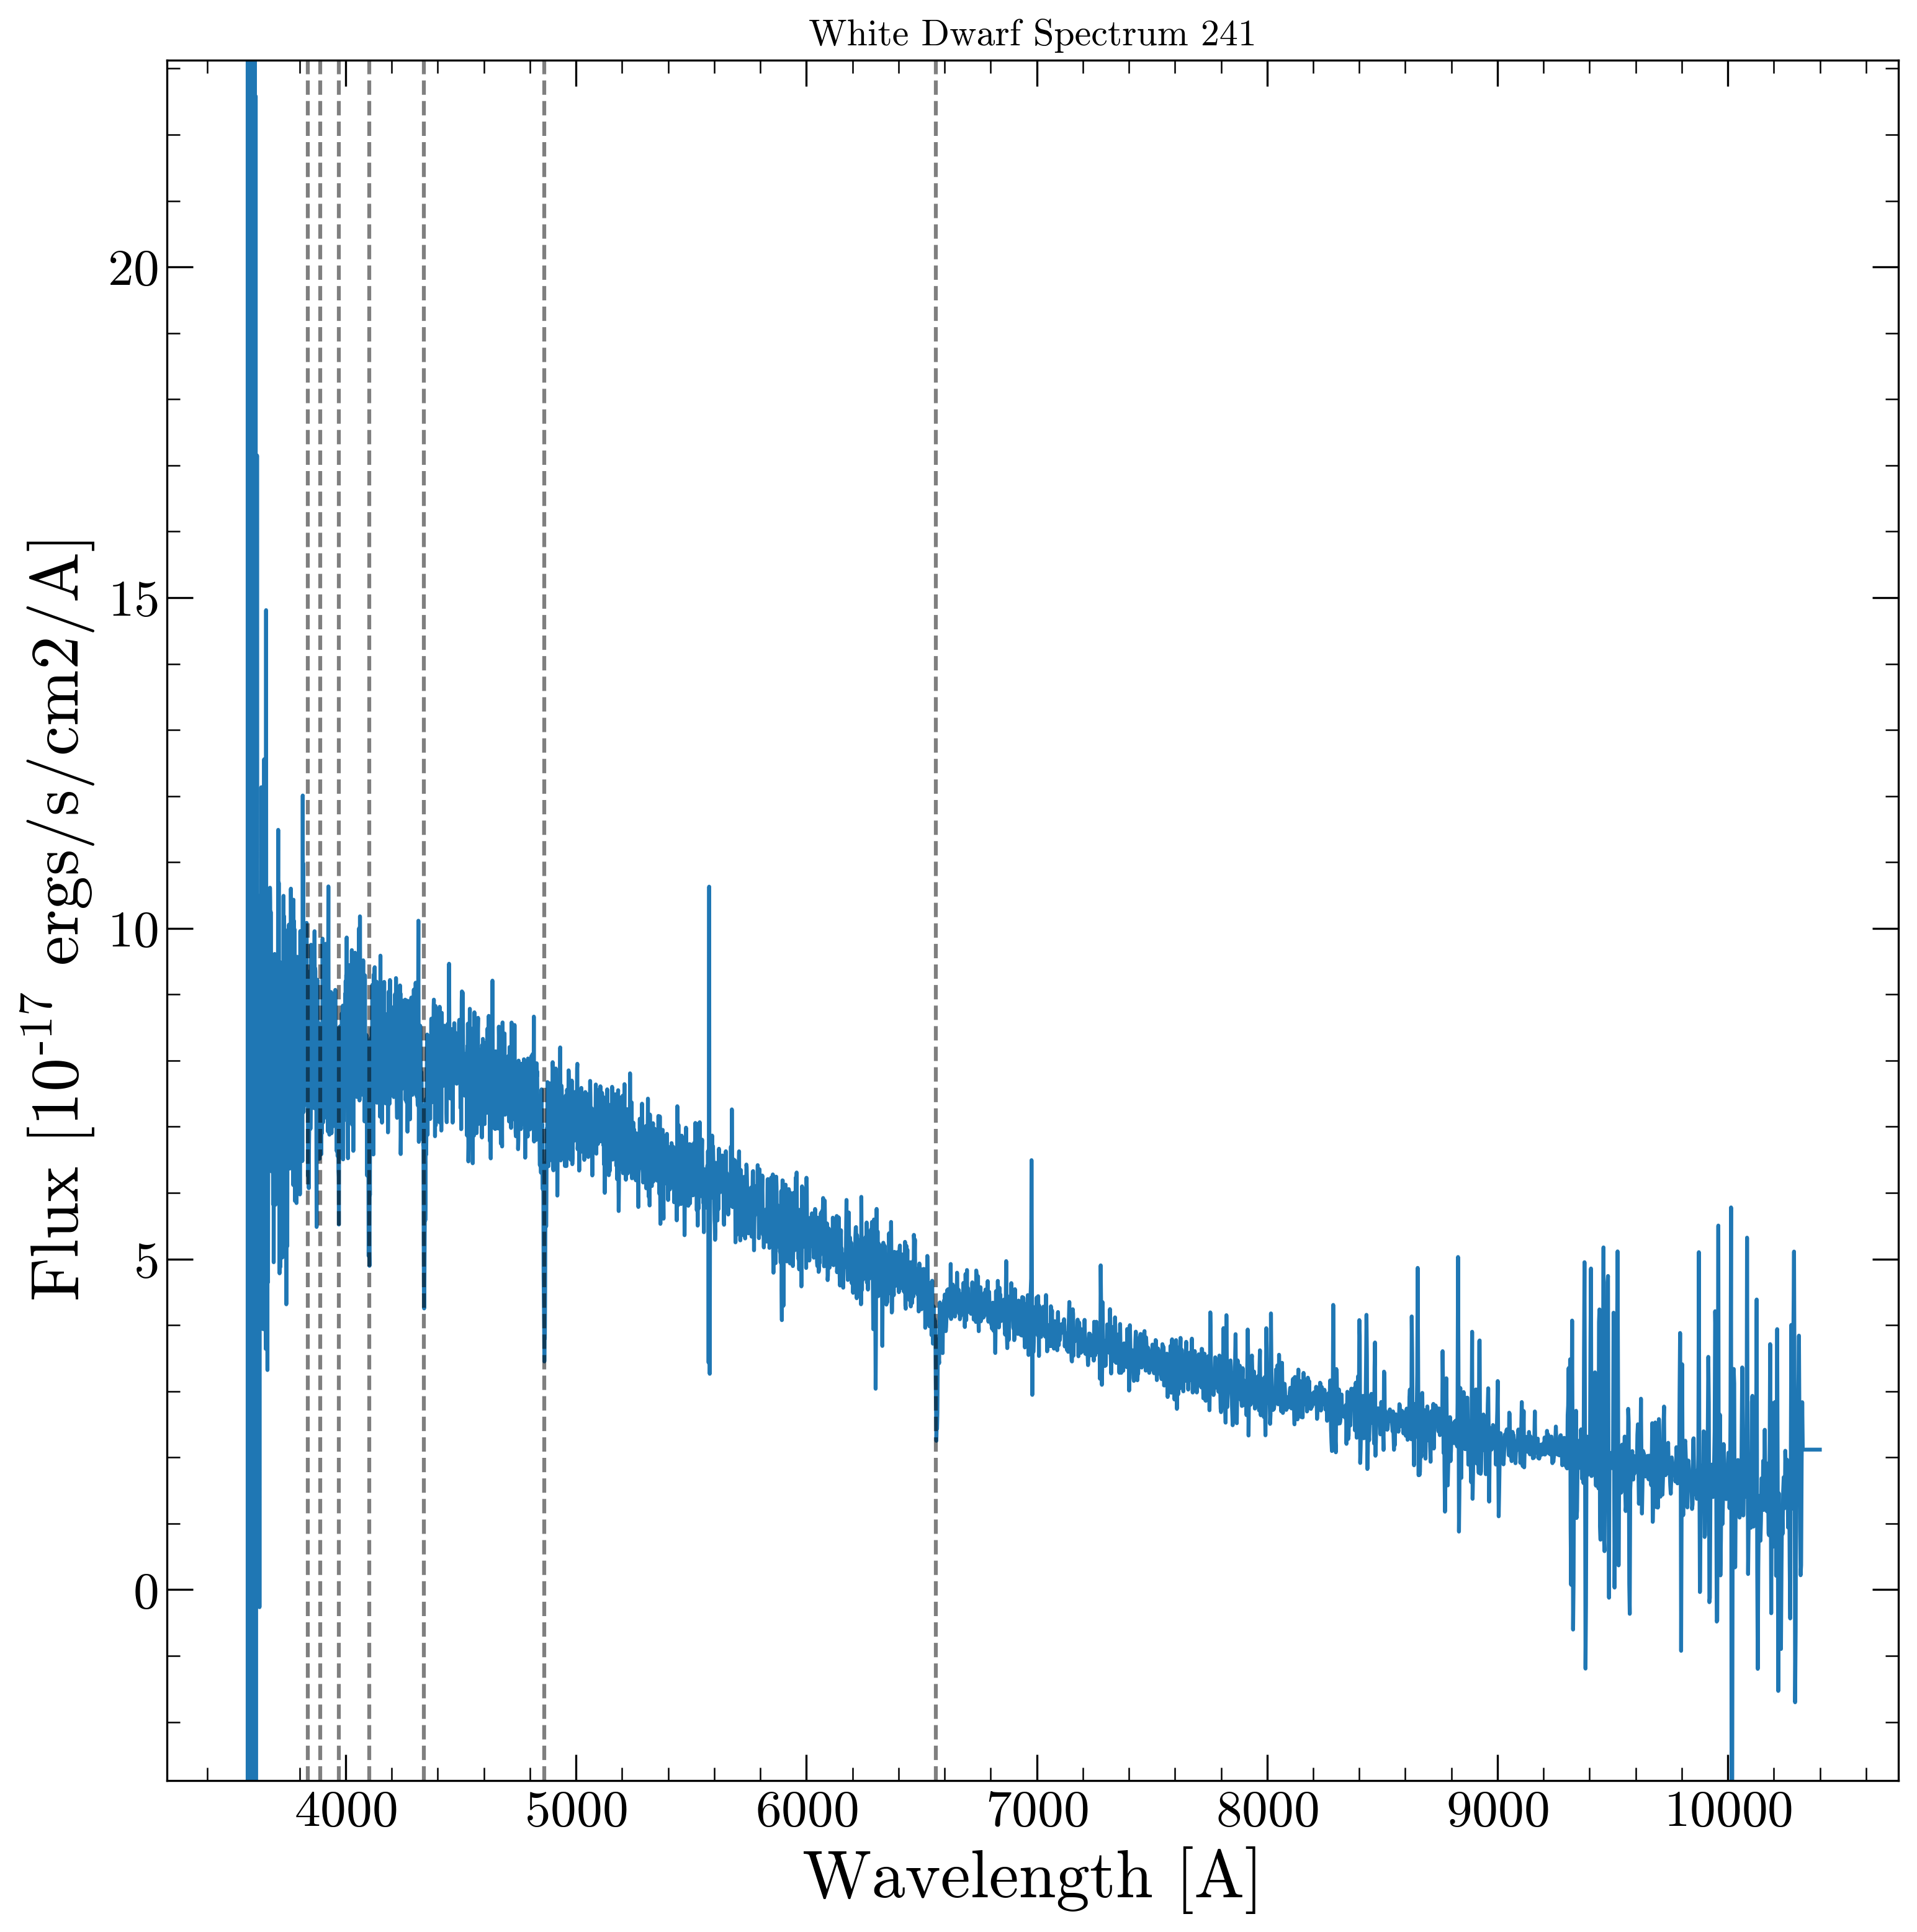 White Dwarf Spectrum 241
20
15
10
5
0
Flux [10⁻¹⁷ ergs/s/cm2/A]
4000 5000 6000 7000 8000 9000 10000
Wavelength [A]